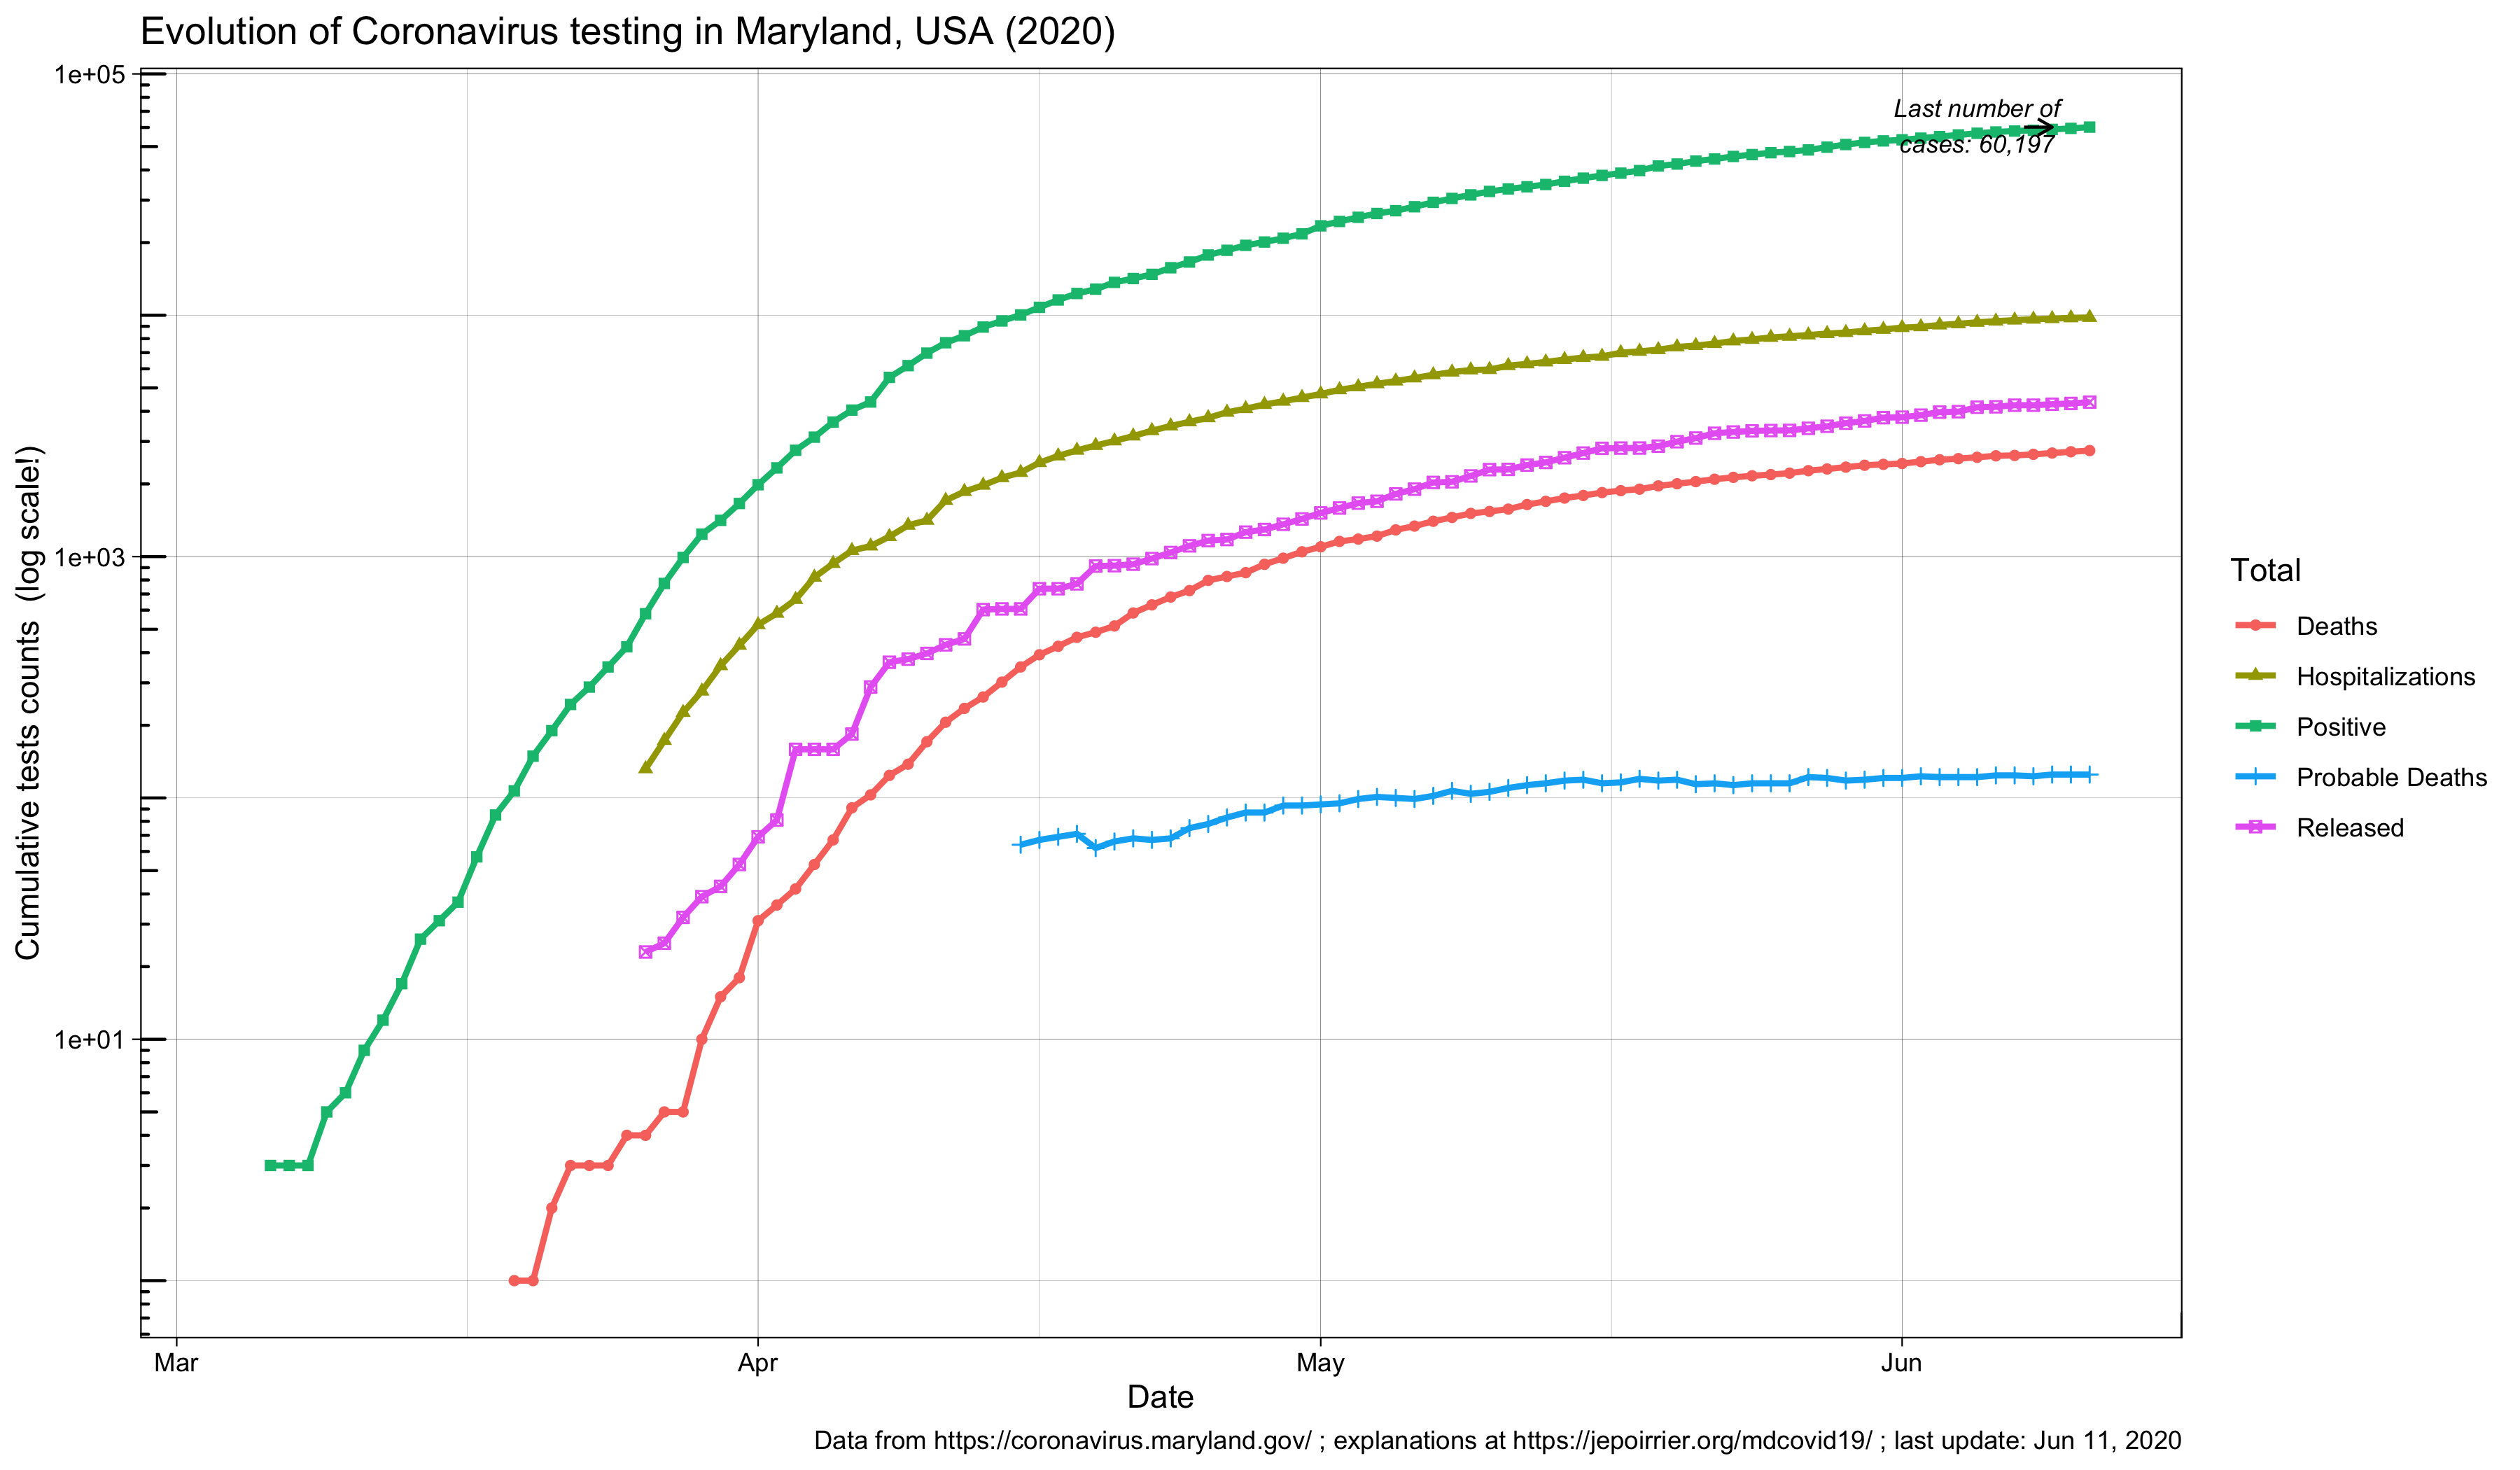 Evolution of Coronavirus testing in Maryland, USA (2020)
1e+05
1e+03
1e+01
Cumulative tests counts  (log scale!)
Last number of
cases: 60,197
Total
Deaths
Hospitalizations
Positive
Probable Deaths
Released
Mar
Apr
May
Jun
Date
Data from https://coronavirus.maryland.gov/ ; explanations at https://jepoirrier.org/mdcovid19/ ; last update: Jun 11, 2020